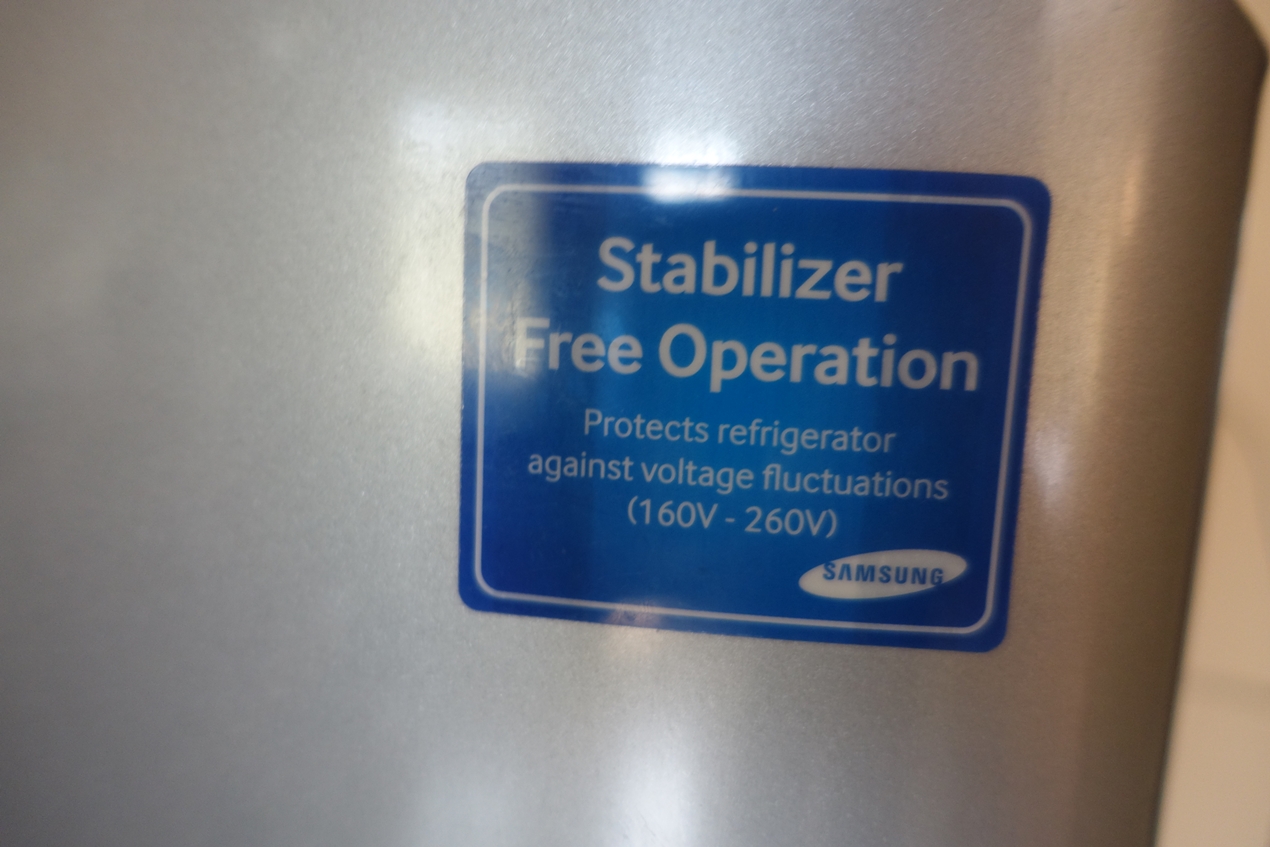 Stabilizer
Free Operation
Protects refrigerator
against voltage fluctuations
(160V - 260V)
SAMSUNG